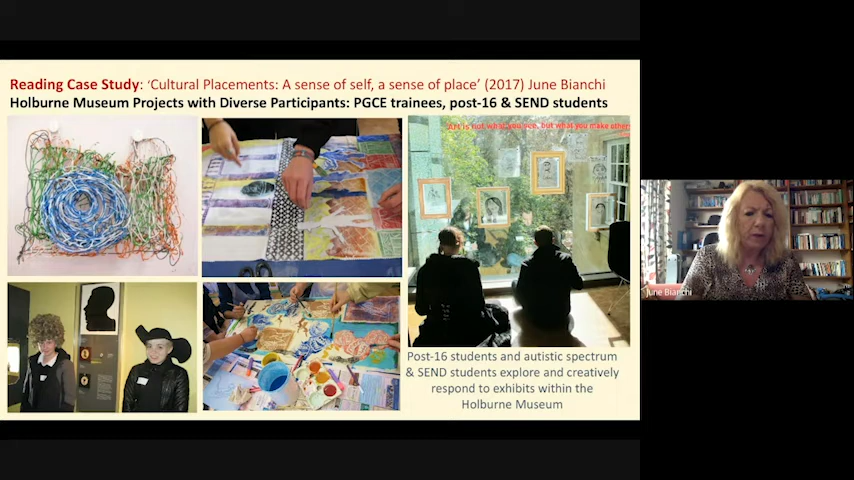 Reading Case Study: ‘Cultural Placements: A sense of self, a sense of place’ (2017) June Bianchi
Holburne Museum Projects with Diverse Participants: PGCE trainees, post-16 & SEND students
Art is not what you see, but what you make other
Post-16 students and autistic spectrum
& SEND students explore and creatively
respond to exhibits within the
Holburne Museum
June Bianchi